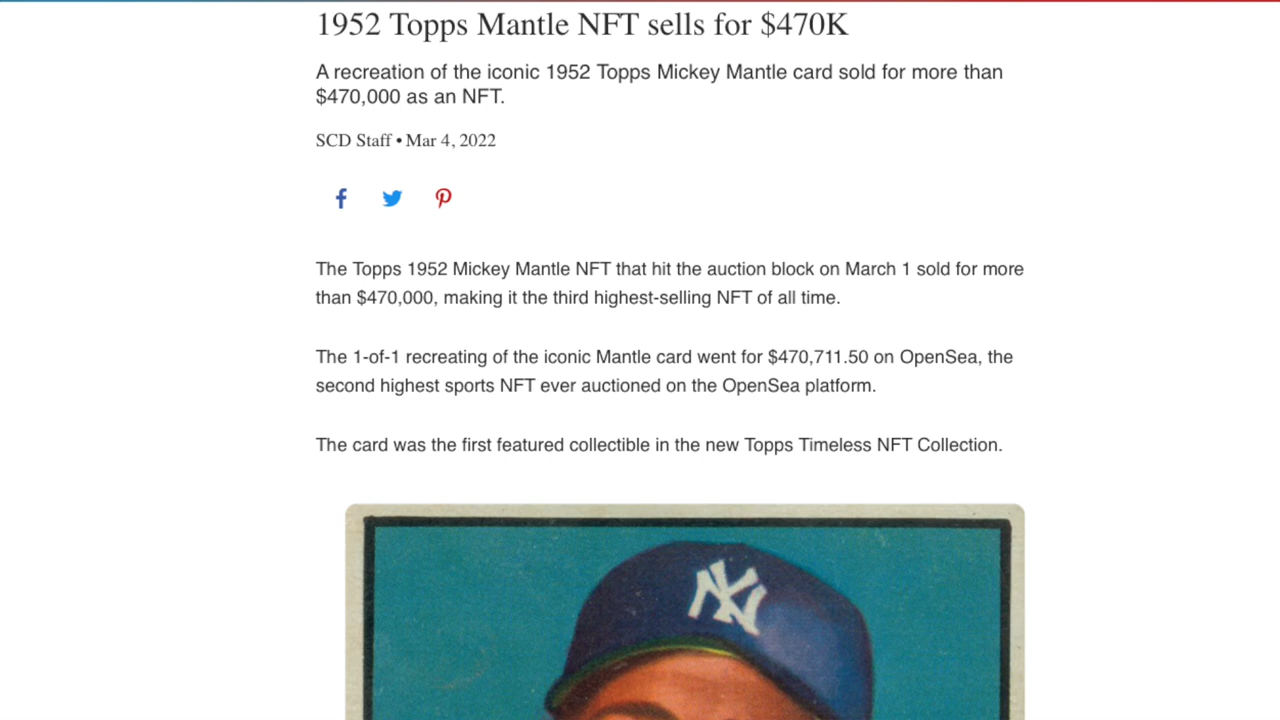 1952 Topps Mantle NFT sells for $470K
A recreation of the iconic 1952 Topps Mickey Mantle card sold for more than
$470,000 as an NFT.
SCD Staff • Mar 4, 2022
The Topps 1952 Mickey Mantle NFT that hit the auction block on March 1 sold for more
than $470,000, making it the third highest-selling NFT of all time.
The 1-of-1 recreating of the iconic Mantle card went for $470,711.50 on OpenSea, the
second highest sports NFT ever auctioned on the OpenSea platform.
The card was the first featured collectible in the new Topps Timeless NFT Collection.
NY